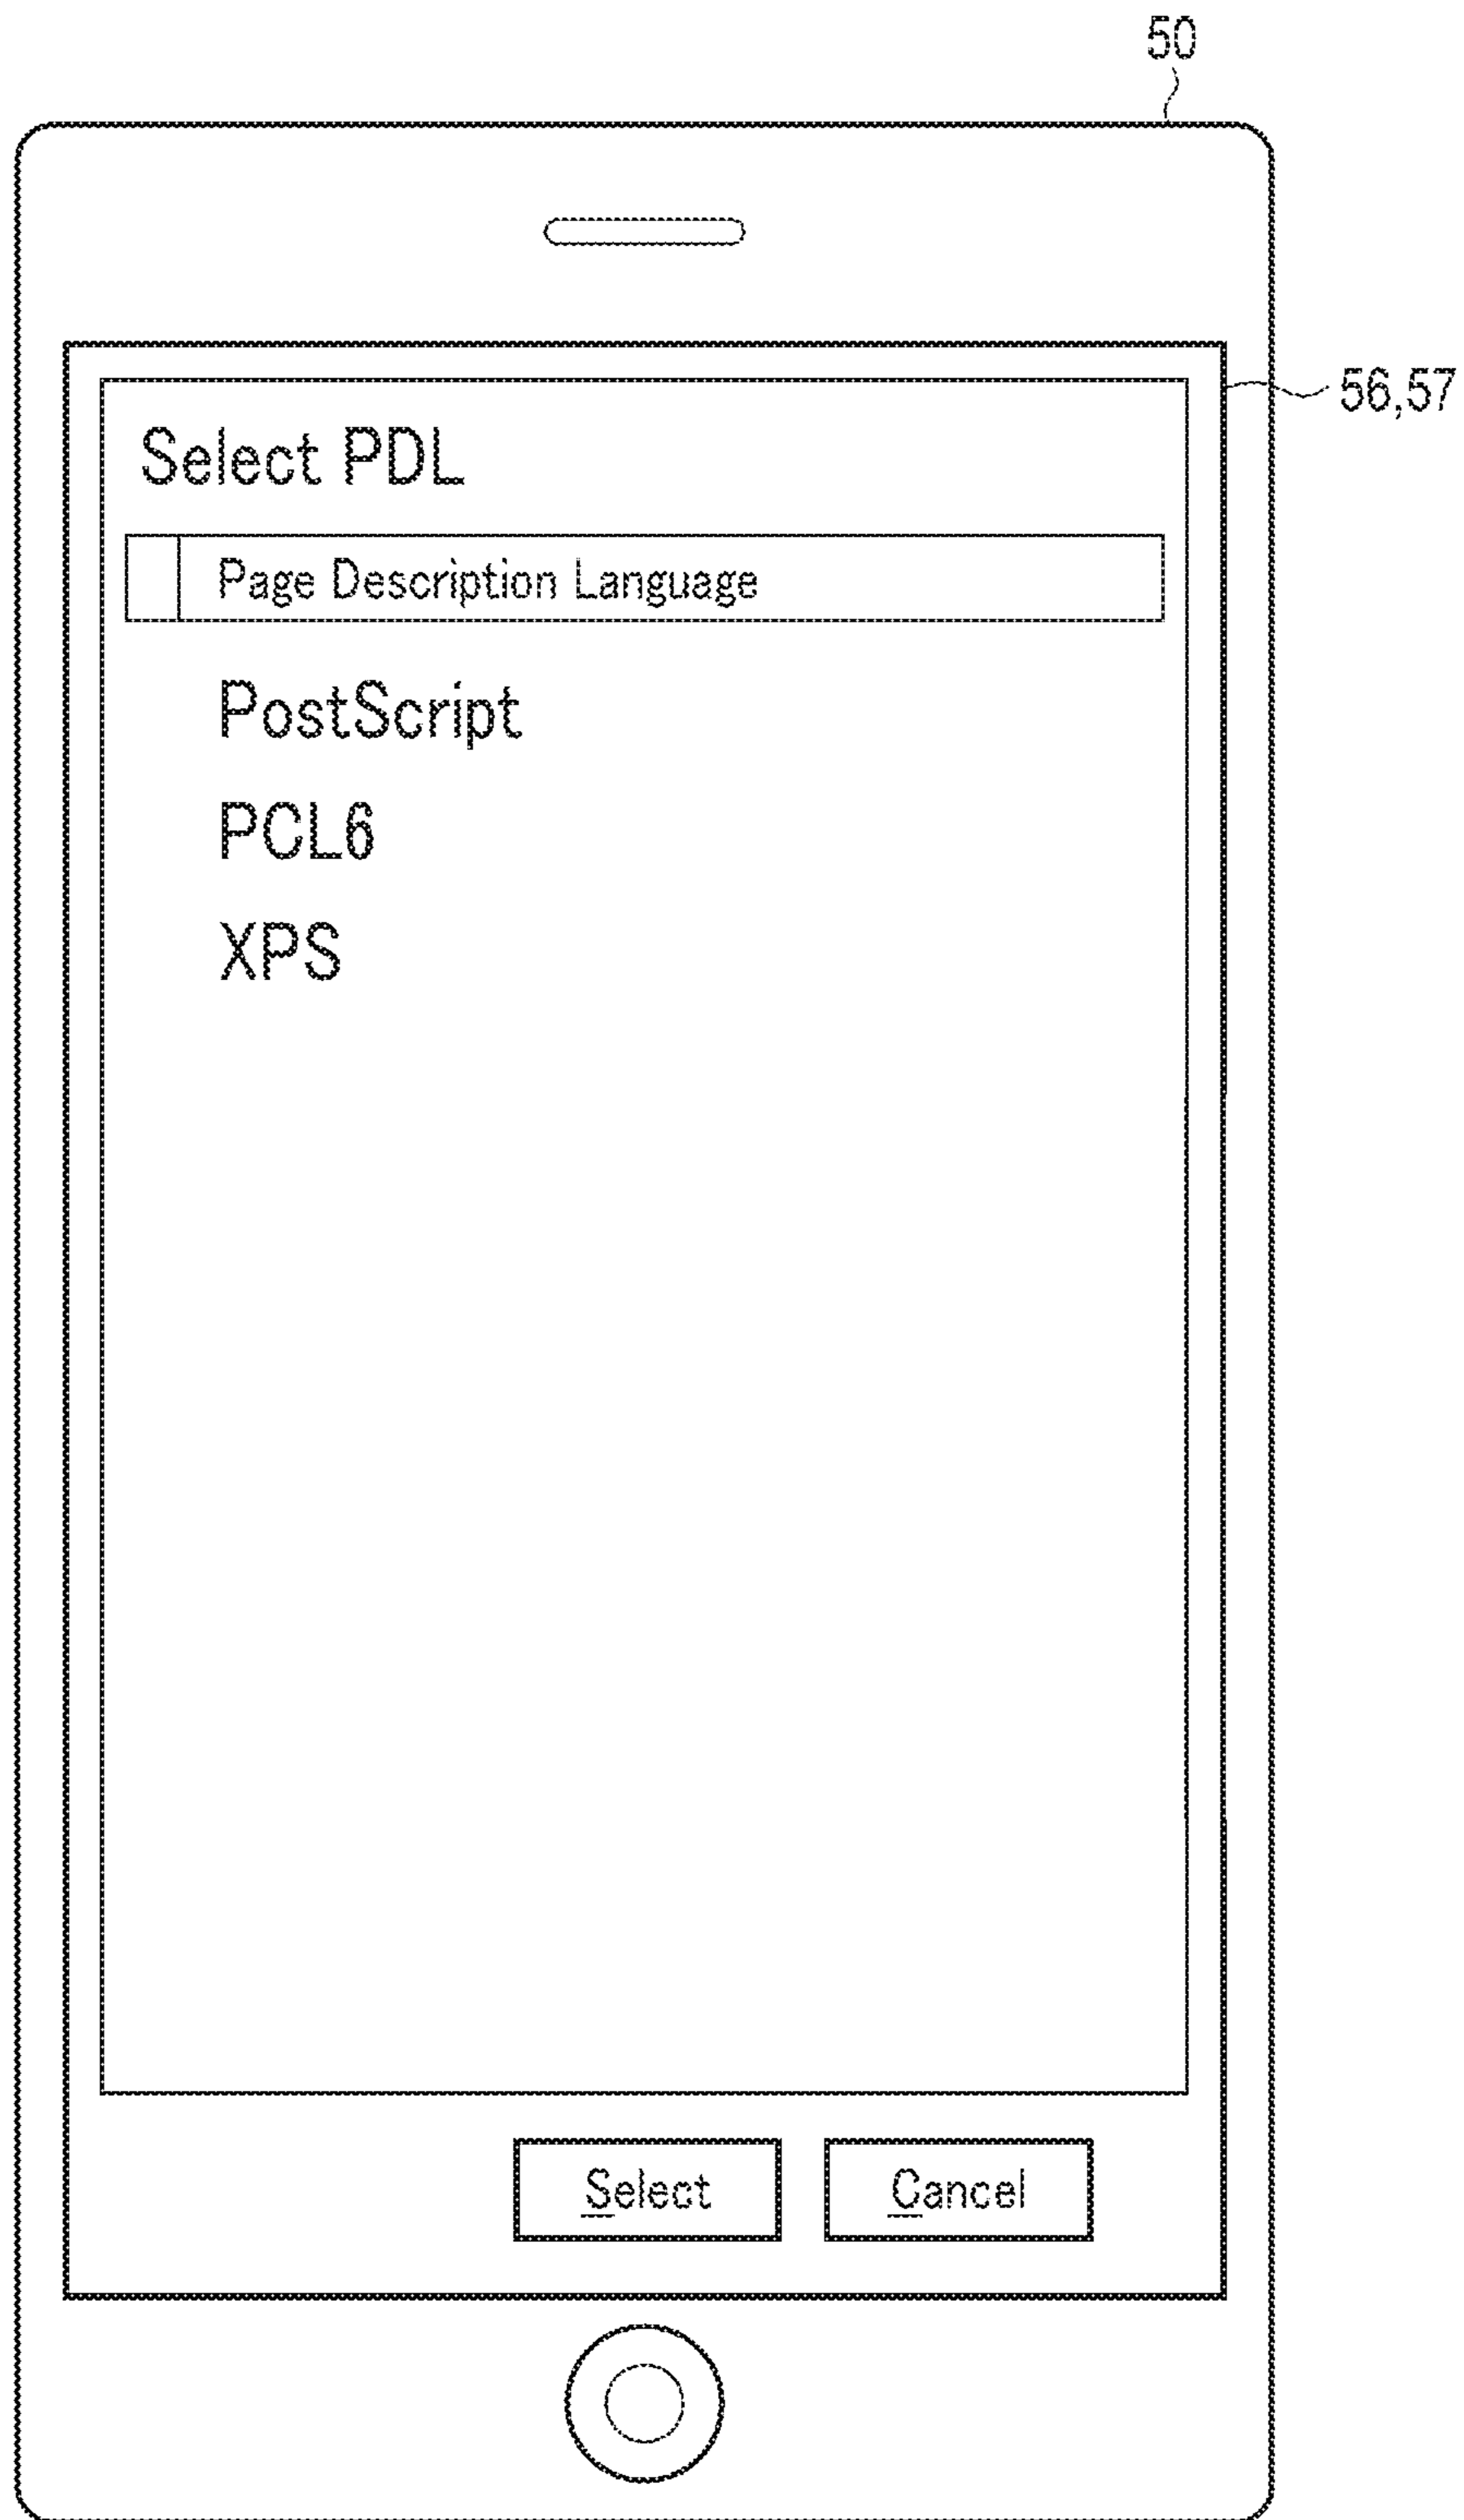 50
56,57
Select PDL
Page Description Language
PostScript
PCL6
XPS
Select Cancel